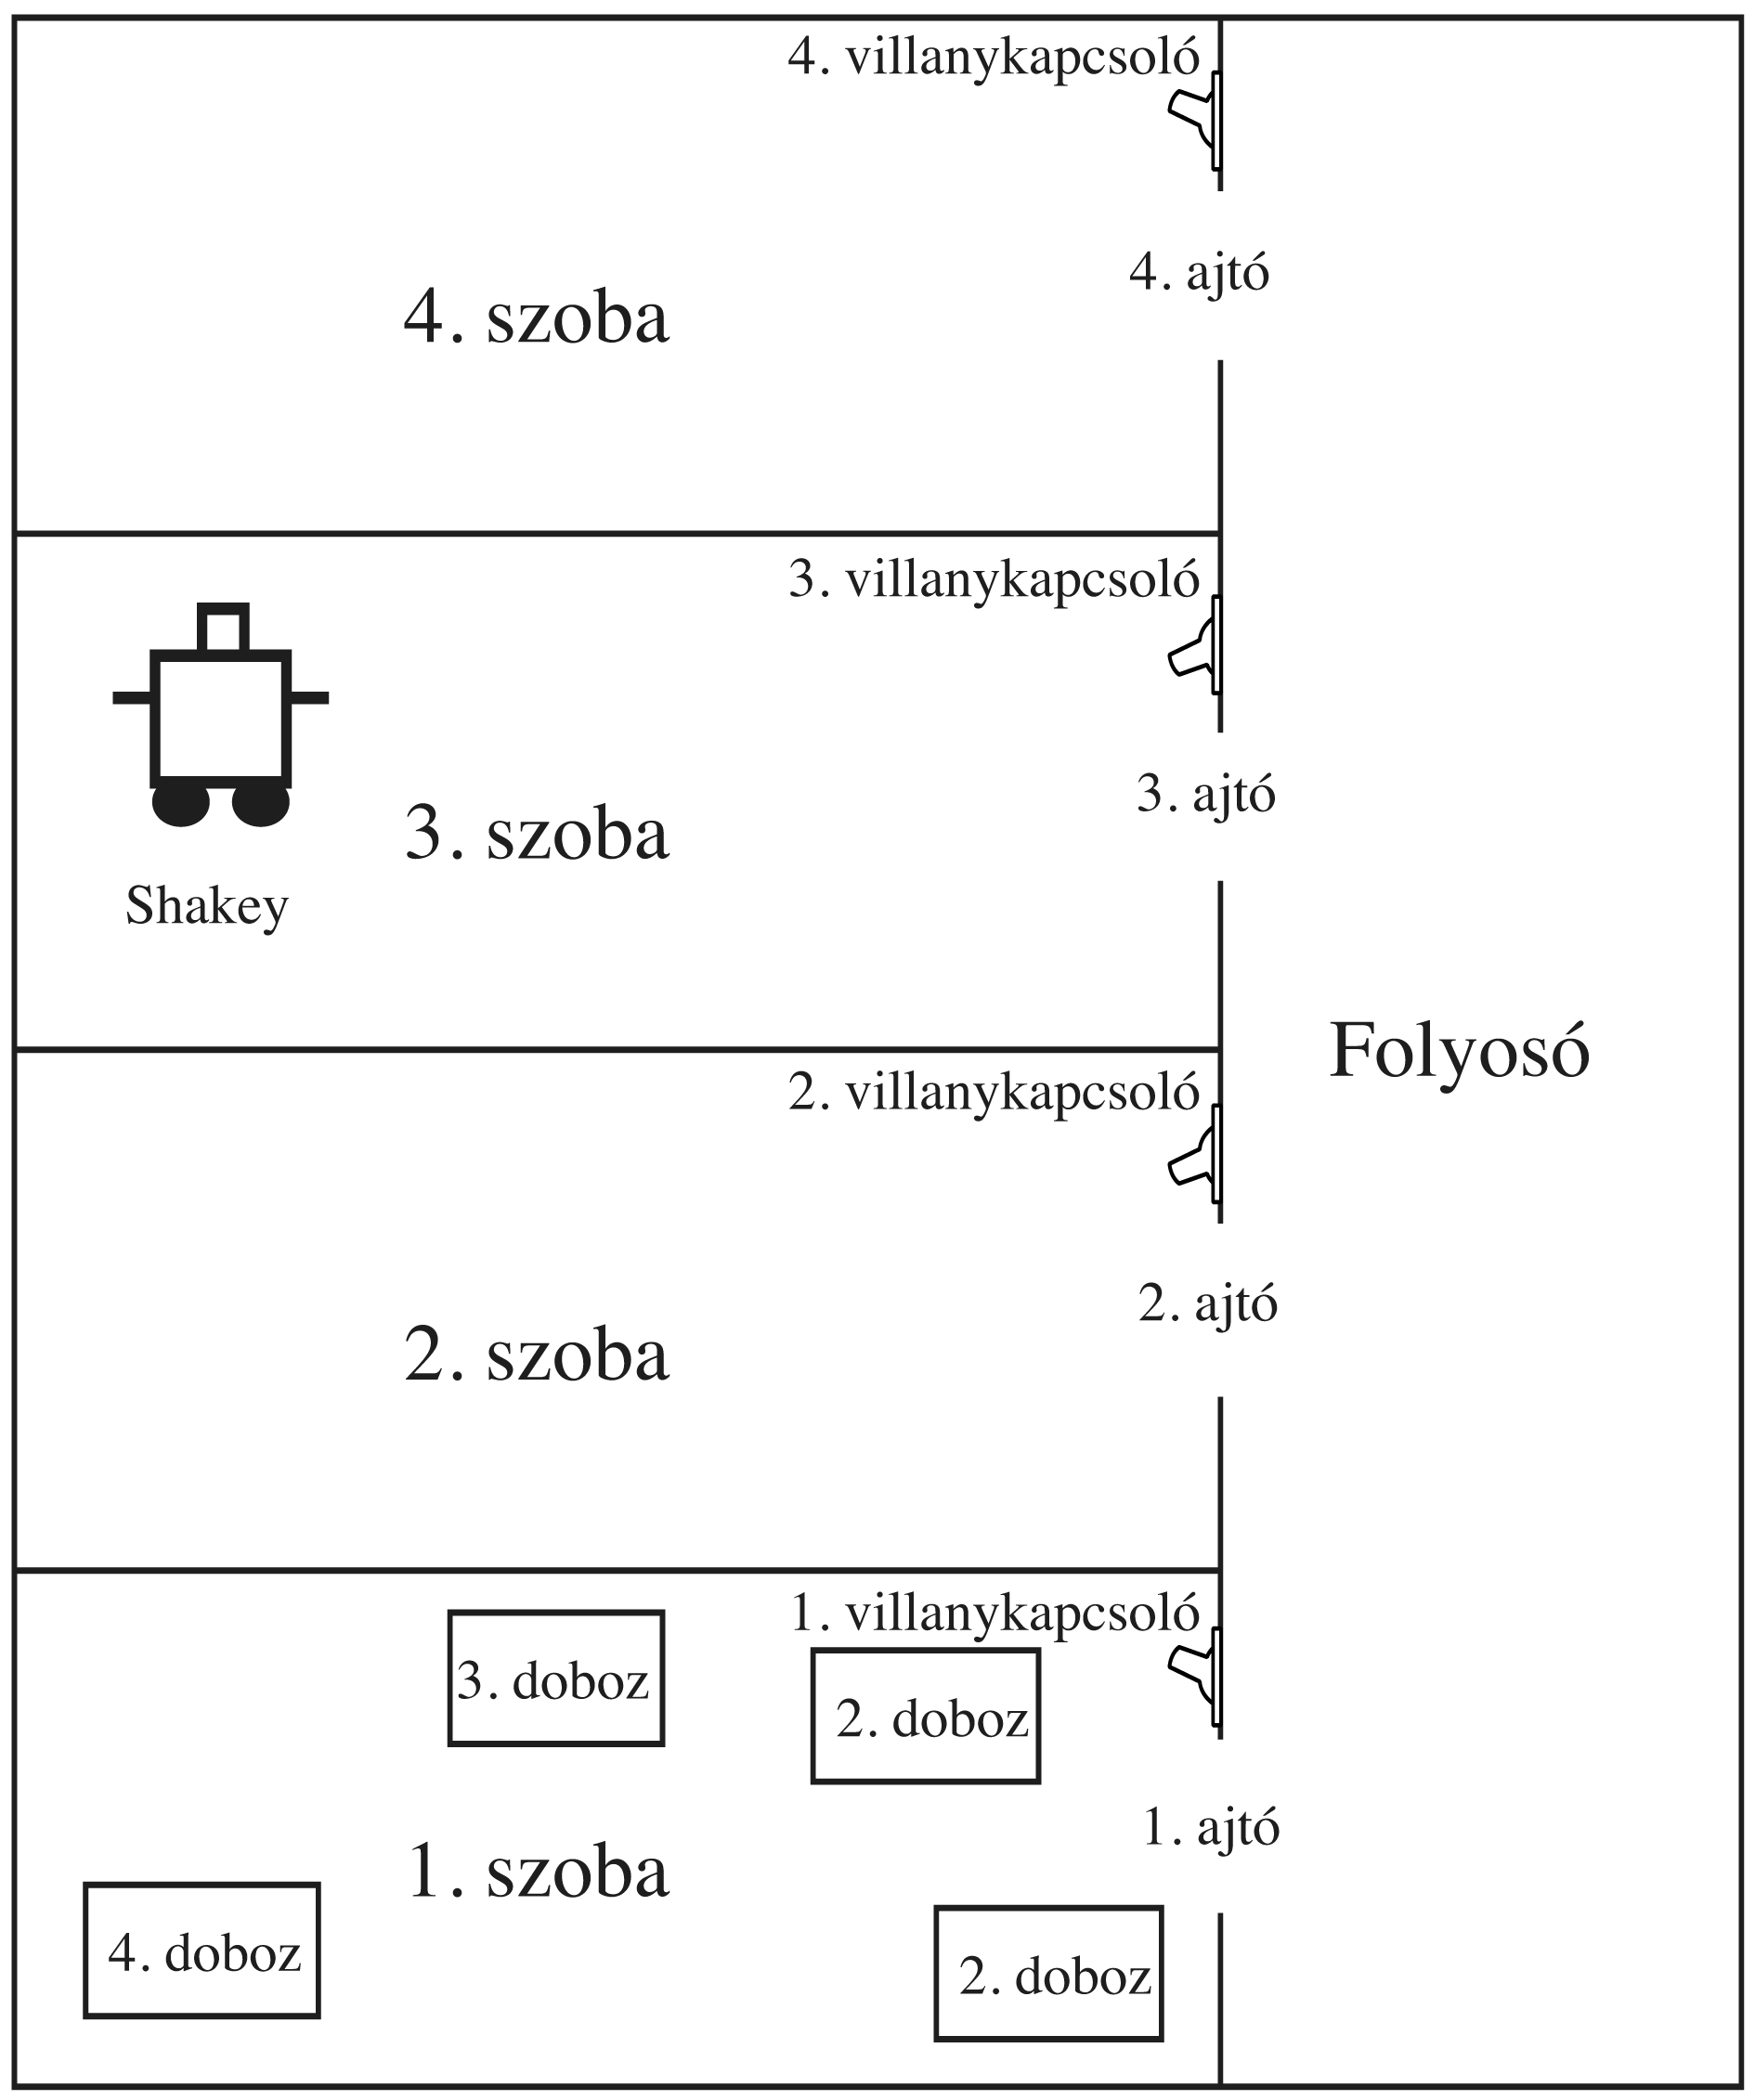 4. villanykapcsoló
4. ajtó
4. szoba
3. villanykapcsoló
3. ajtó
3. szoba
Shakey
Folyosó
2. villanykapcsoló
2. ajtó
2. szoba
1. villanykapcsoló
3. doboz
2. doboz
1. ajtó
1. szoba
4. doboz
2. doboz